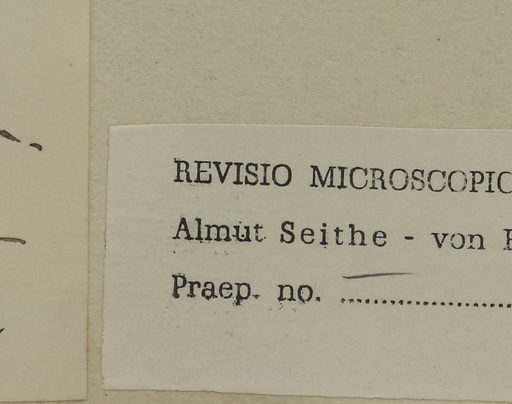 REVISIO MICROSCOPIC
Almut Seithe - von
Praep. no. ....................